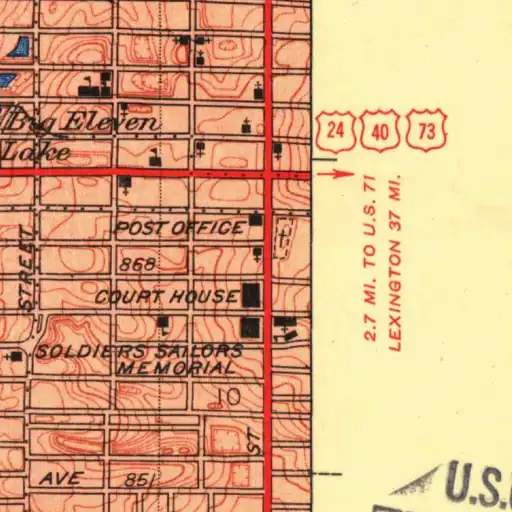 Big Eleven
Lake
24 40 73
2.7 MI. TO U.S. 71
LEXINGTON 37 MI.
STREET
POST OFFICE
868
COURT HOUSE
SOLDIERS SAILORS
MEMORIAL
10
ST
AVE 851
U.S.